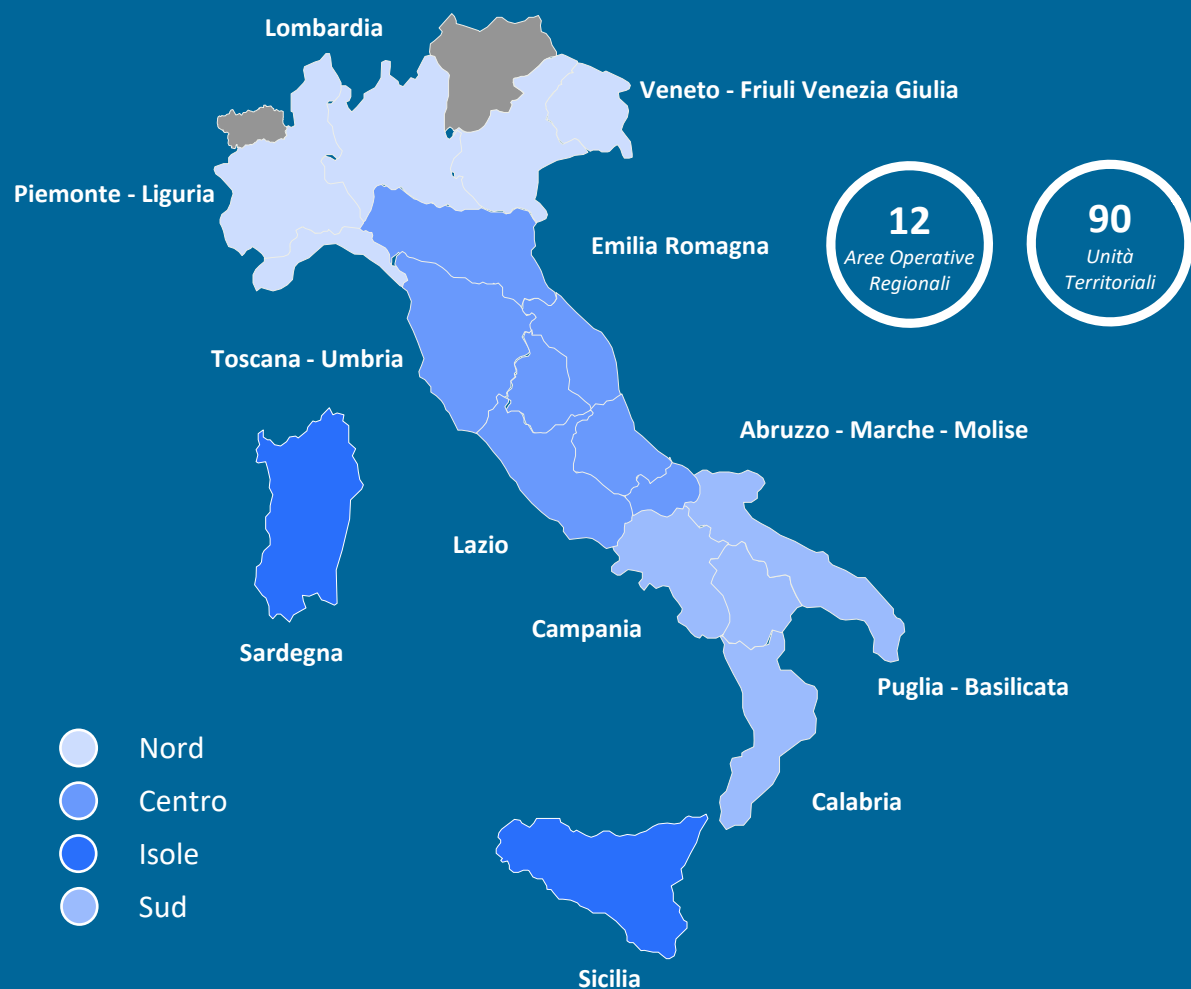 Lombardia
Veneto - Friuli Venezia Giulia
Piemonte - Liguria
Emilia Romagna
12
Aree Operative
Regionali
90
Unità
Territoriali
Toscana - Umbria
Abruzzo - Marche - Molise
Lazio
Campania
Sardegna
Puglia - Basilicata
Calabria
Sicilia
Nord
Centro
Isole
Sud